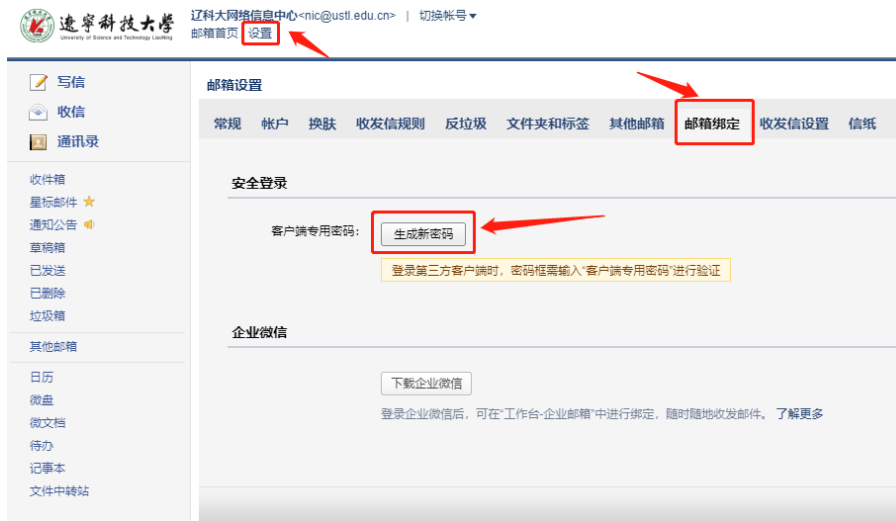 遼寧科技大學
University of Science and Technology Liaoning
辽科大网络信息中心<nic@ustl.edu.cn> | 切换帐号▾
邮箱首页 设置
写信
收信
通讯录
收件箱
星标邮件
通知公告
草稿箱
已发送
已删除
垃圾箱
其他邮箱
日历
微盘
微文档
待办
记事本
文件中转站
邮箱设置
常规 帐户 换肤 收发信规则 反垃圾 文件夹和标签 其他邮箱 邮箱绑定 收发信设置 信纸
安全登录
客户端专用密码: 生成新密码
登录第三方客户端时，密码框需输入“客户端专用密码”进行验证
企业微信
下载企业微信
登录企业微信后，可在“工作台-企业邮箱”中进行绑定，随时随地收发邮件。 了解更多